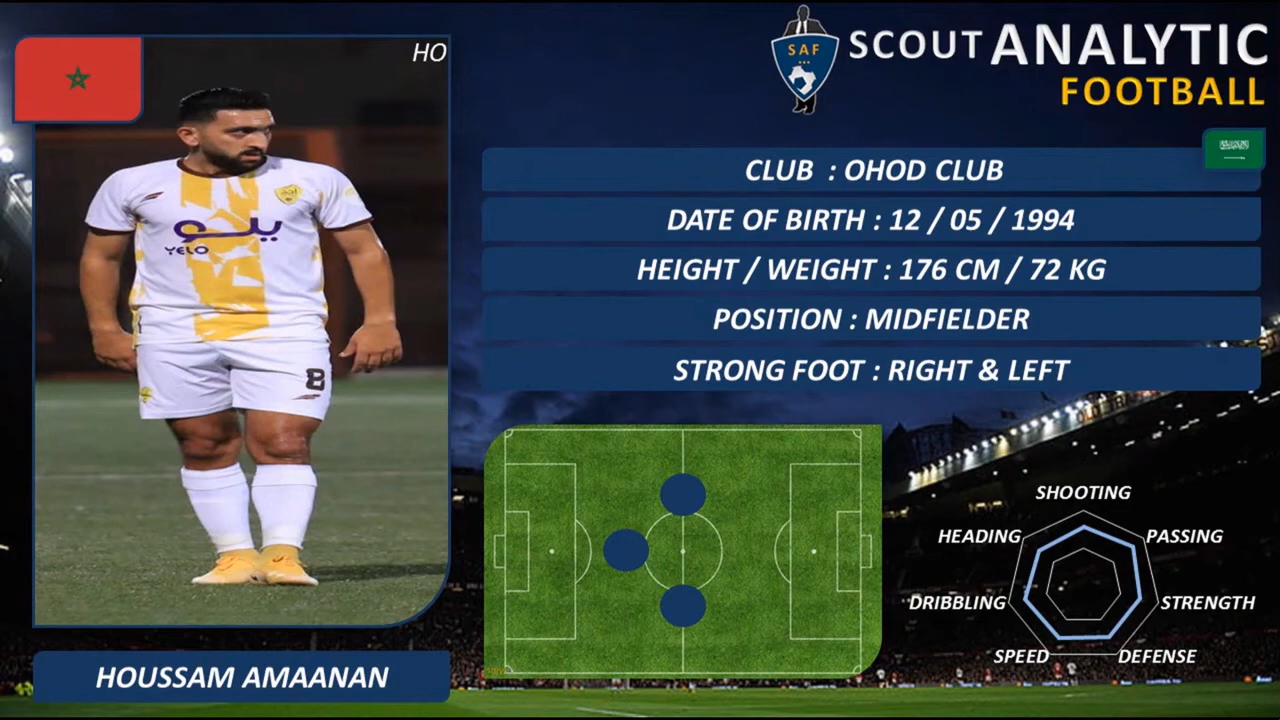 HO
SAF
SCOUT ANALYTIC
FOOTBALL
CLUB : OHOD CLUB
DATE OF BIRTH : 12 / 05 / 1994
HEIGHT / WEIGHT : 176 CM / 72 KG
POSITION : MIDFIELDER
STRONG FOOT : RIGHT & LEFT
يلو
YELO
8
SHOOTING
HEADING
PASSING
DRIBBLING
STRENGTH
SPEED
DEFENSE
HOUSSAM AMAANAN